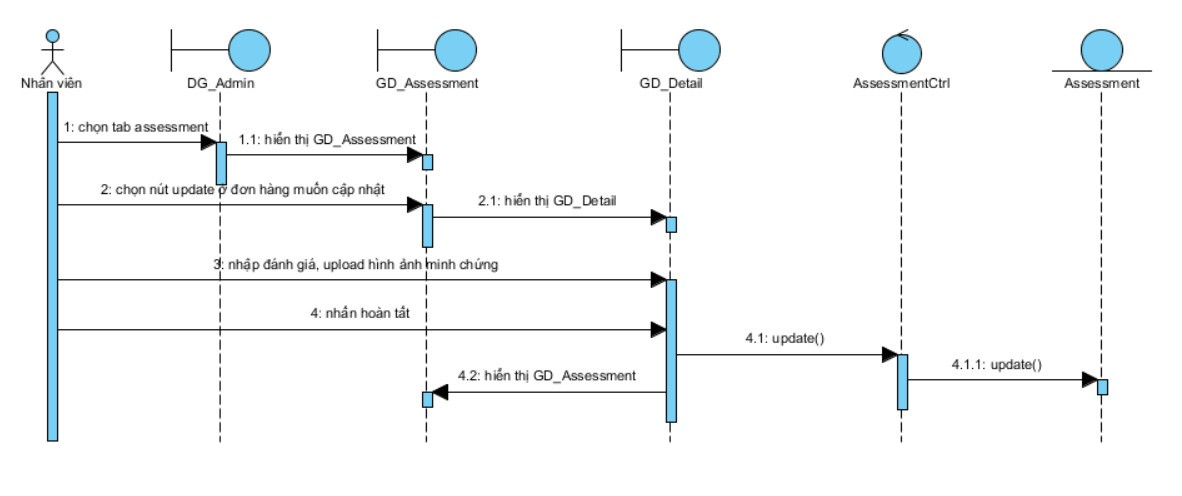 Nhân viên
DG_Admin
GD_Assessment
GD_Detail
AssessmentCtrl
Assessment
1: chọn tab assessment
1.1: hiển thị GD_Assessment
2: chọn nút update ở đơn hàng muốn cập nhật
2.1: hiển thị GD_Detail
3: nhập đánh giá, upload hình ảnh minh chứng
4: nhấn hoàn tất
4.1: update()
4.1.1: update()
4.2: hiển thị GD_Assessment